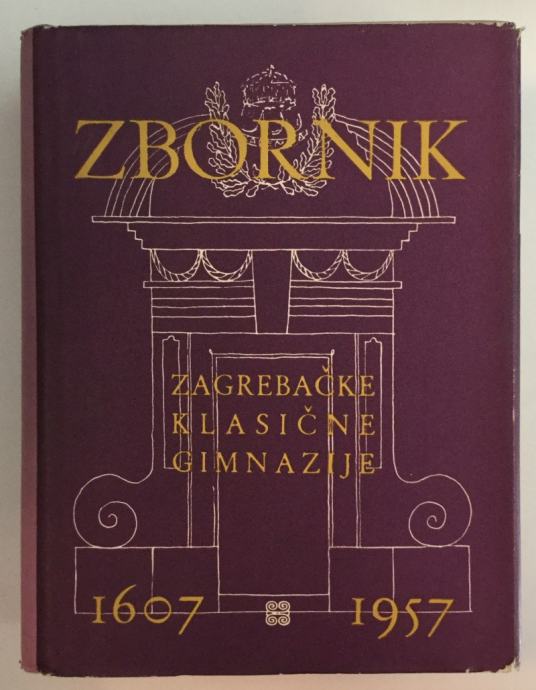 ZBORNIK
ZAGREBAČKE
KLASIČNE
GIMNAZIJE
1607 1957